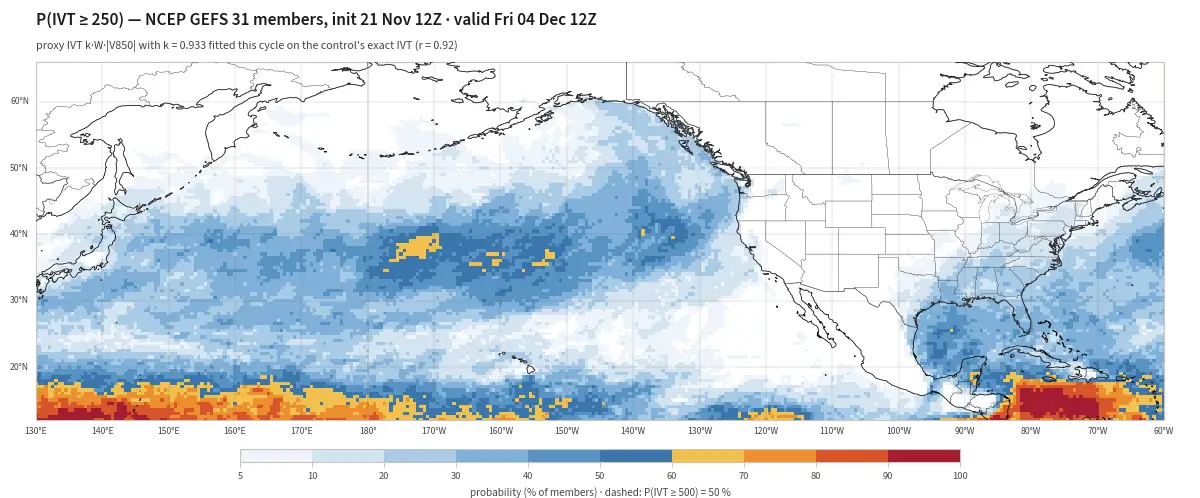 P(IVT ≥ 250) — NCEP GEFS 31 members, init 21 Nov 12Z · valid Fri 04 Dec 12Z
proxy IVT k·W·|V850| with k = 0.933 fitted this cycle on the control's exact IVT (r = 0.92)
60°N
50°N
40°N
30°N
20°N
130°E 140°E 150°E 160°E 170°E 180° 170°W 160°W 150°W 140°W 130°W 120°W 110°W 100°W 90°W 80°W 70°W 60°W
5 10 20 30 40 50 60 70 80 90 100
probability (% of members) · dashed: P(IVT ≥ 500) = 50 %